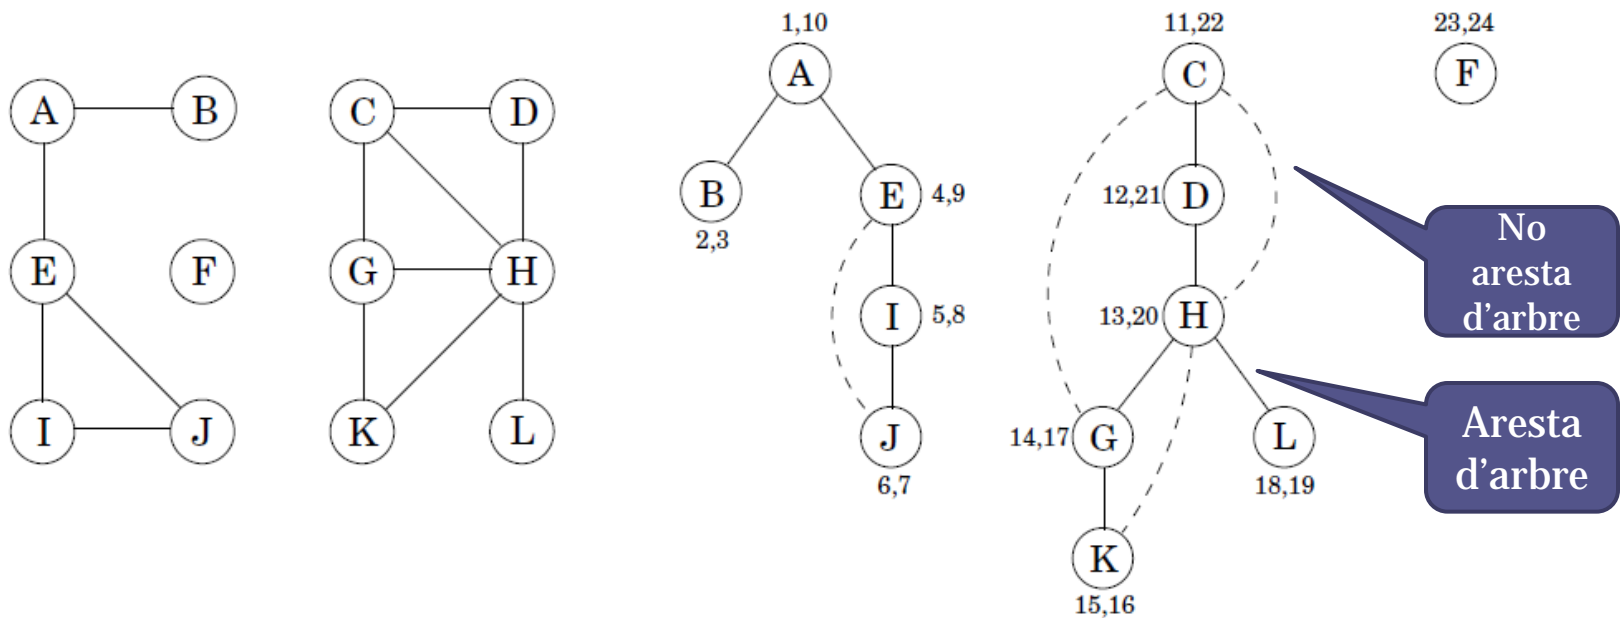 A B
C D
E F
G H
I J
K L
1,10
A
B
2,3
E 4,9
I 5,8
J
6,7
11,22
C
12,21 D
13,20 H
14,17 G
L
18,19
K
15,16
23,24
F
No
aresta
d'arbre
Aresta
d'arbre